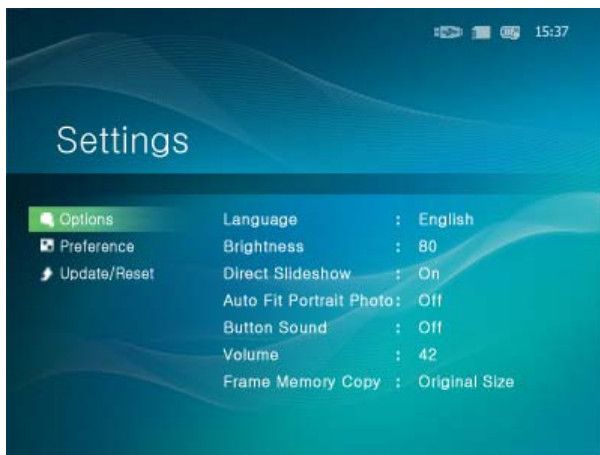 15:37
Settings
Options
Preference
Update/Reset
Language : English
Brightness : 80
Direct Slideshow : On
Auto Fit Portrait Photo: Off
Button Sound : Off
Volume : 42
Frame Memory Copy : Original Size